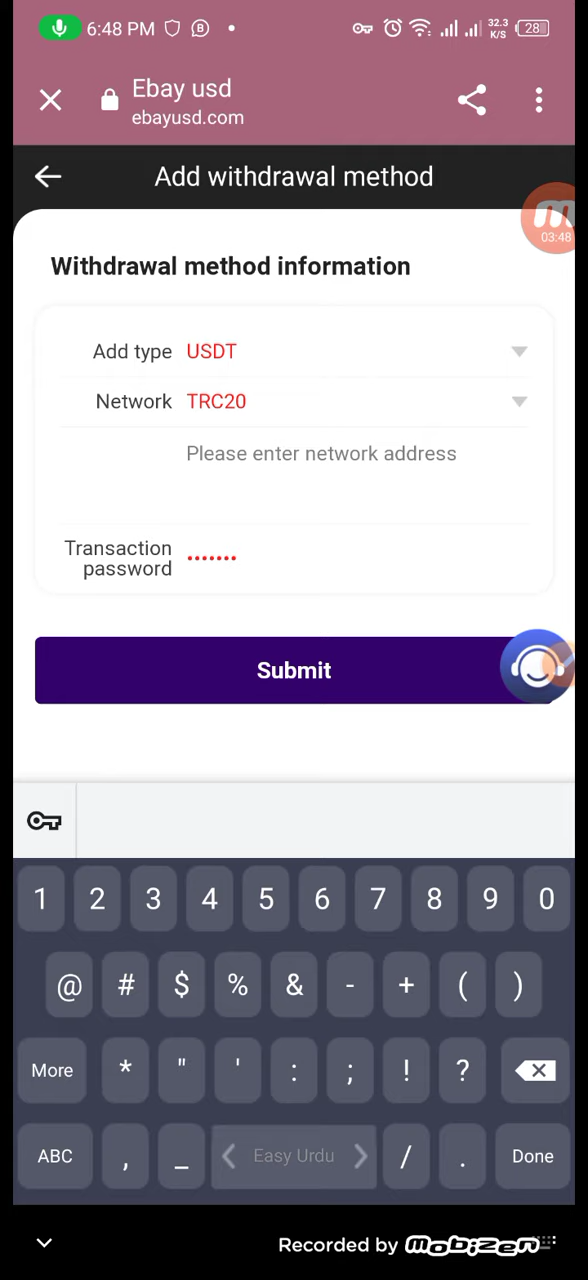 6:48 PM B 32.3 K/S 28
Ebay usd
ebayusd.com
Add withdrawal method
03:48
Withdrawal method information
Add type USDT
Network TRC20
Please enter network address
Transaction
password •••••••
Submit
1 2 3 4 5 6 7 8 9 0
@ # $ % & - + ( )
More * " ' : ; ! ?
ABC , _ Easy Urdu / . Done
Recorded by mobizen